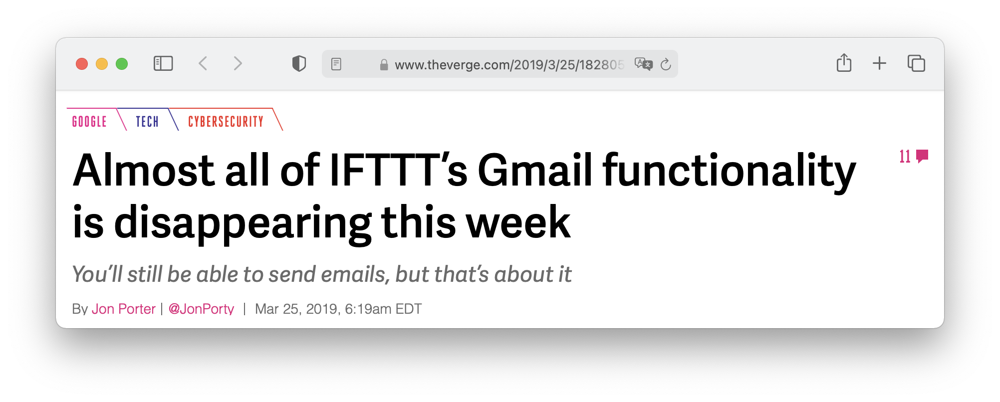 www.theverge.com/2019/3/25/182805
GOOGLE TECH CYBERSECURITY
Almost all of IFTTT’s Gmail functionality
is disappearing this week
11
You’ll still be able to send emails, but that’s about it
By Jon Porter | @JonPorty | Mar 25, 2019, 6:19am EDT